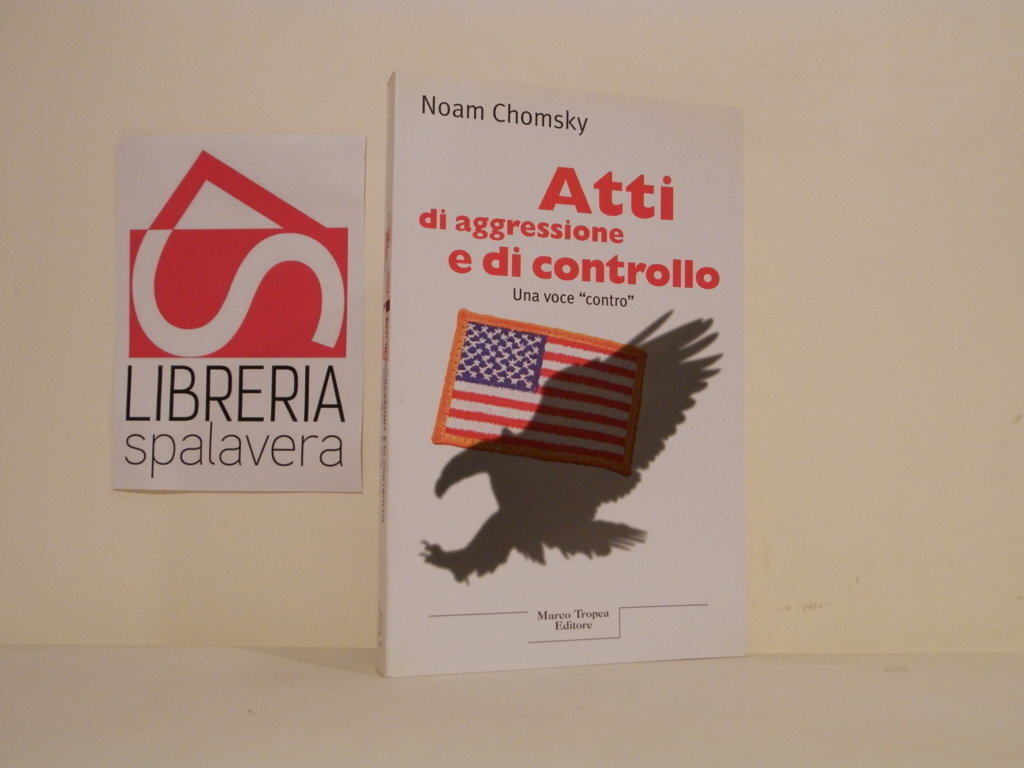 LIBRERIA
spalavera
Noam Chomsky
Atti
di aggressione
e di controllo
Una voce “contro”
Marco Tropea
Editore